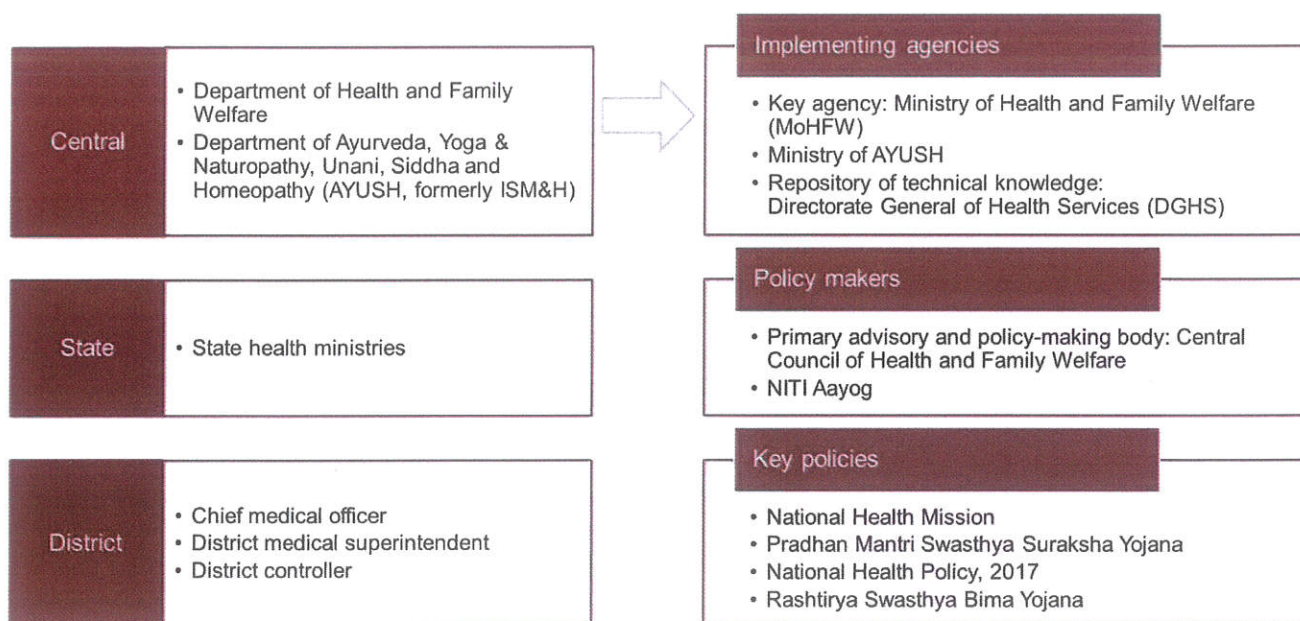 Central
• Department of Health and Family
Welfare
• Department of Ayurveda, Yoga &
Naturopathy, Unani, Siddha and
Homeopathy (AYUSH, formerly ISM&H)
Implementing agencies
• Key agency: Ministry of Health and Family Welfare
(MoHFW)
• Ministry of AYUSH
• Repository of technical knowledge:
Directorate General of Health Services (DGHS)
State
• State health ministries
Policy makers
• Primary advisory and policy-making body: Central
Council of Health and Family Welfare
• NITI Aayog
District
• Chief medical officer
• District medical superintendent
• District controller
Key policies
• National Health Mission
• Pradhan Mantri Swasthya Suraksha Yojana
• National Health Policy, 2017
• Rashtirya Swasthya Bima Yojana